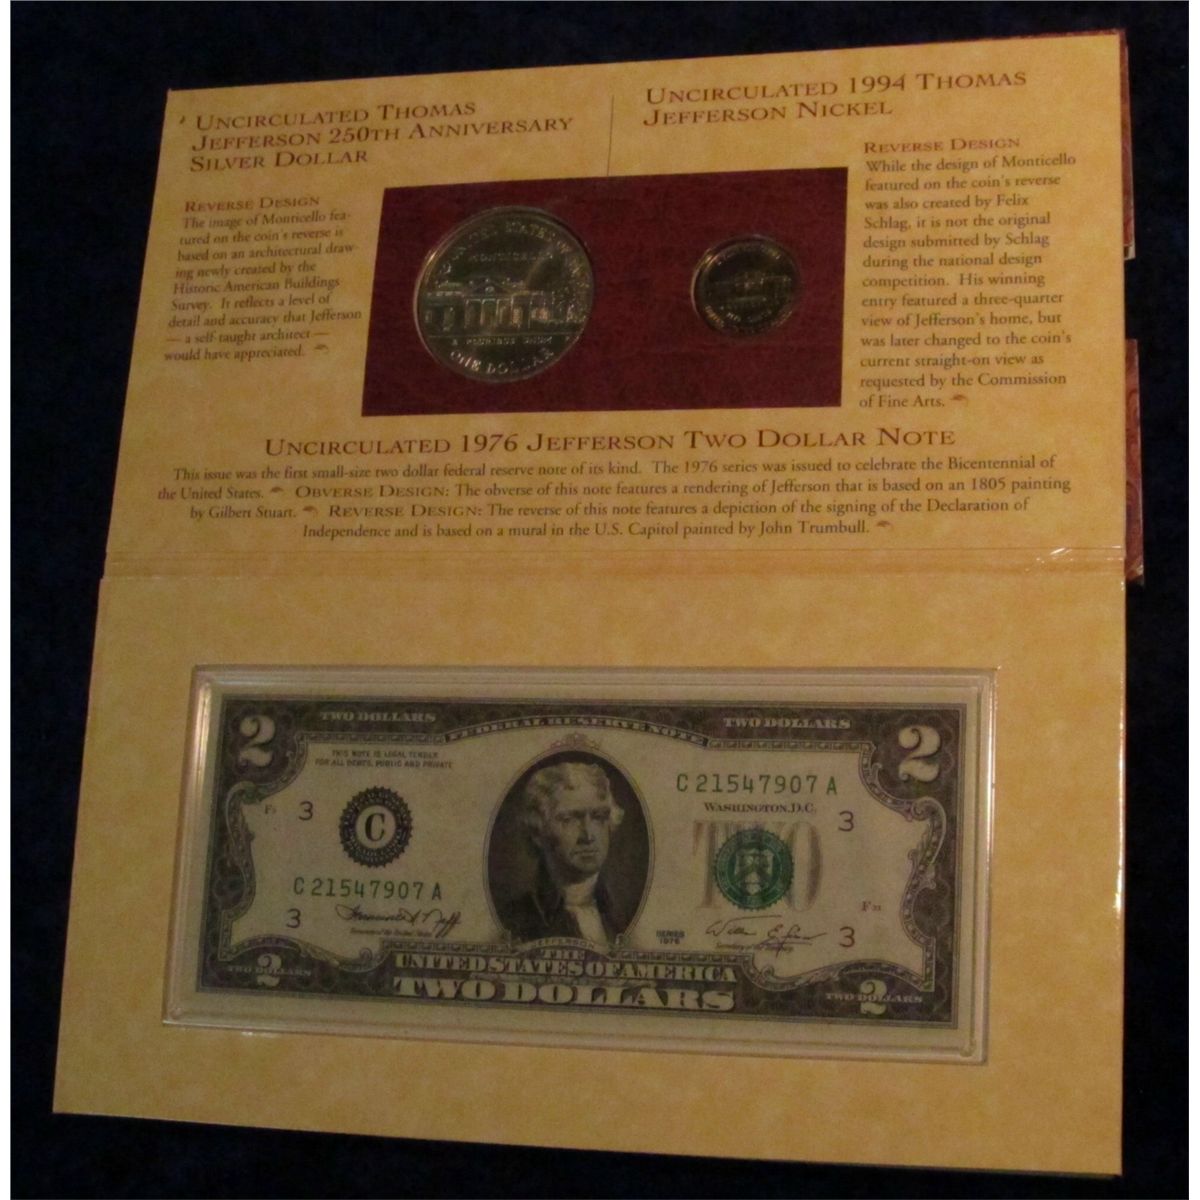 UNCIRCULATED THOMAS
JEFFERSON 250TH ANNIVERSARY
SILVER DOLLAR
REVERSE DESIGN
The image of Monticello fea-
tured on the coin's reverse is
based on an architectural draw-
ing newly created by the
Historic American Buildings
Survey. It reflects a level of
detail and accuracy that Jefferson
— a self-taught architect —
would have appreciated.
UNITED STATES OF
MONTICELLO
E PLURIBUS UNUM
ONE DOLLAR
UNCIRCULATED 1994 THOMAS
JEFFERSON NICKEL
REVERSE DESIGN
While the design of Monticello
featured on the coin's reverse
was also created by Felix
Schlag, it is not the original
design submitted by Schlag
during the national design
competition. His winning
entry featured a three-quarter
view of Jefferson's home, but
was later changed to the coin's
current straight-on view as
requested by the Commission
of Fine Arts.
UNCIRCULATED 1976 JEFFERSON TWO DOLLAR NOTE
This issue was the first small-size two dollar federal reserve note of its kind. The 1976 series was issued to celebrate the Bicentennial of
the United States. OBVERSE DESIGN: The obverse of this note features a rendering of Jefferson that is based on an 1805 painting
by Gilbert Stuart. REVERSE DESIGN: The reverse of this note features a depiction of the signing of the Declaration of
Independence and is based on a mural in the U.S. Capitol painted by John Trumbull.
2 TWO DOLLARS FEDERAL RESERVE NOTE TWO DOLLARS 2
THIS NOTE IS LEGAL TENDER
FOR ALL DEBTS, PUBLIC AND PRIVATE
C 21547907 A
WASHINGTON, D.C.
3 3
C
TWO
C 21547907 A
3 3
SERIES
1976
JEFFERSON
THE
UNITED STATES OF AMERICA
TWO DOLLARS
TWO DOLLARS 2
TWO DOLLARS 2